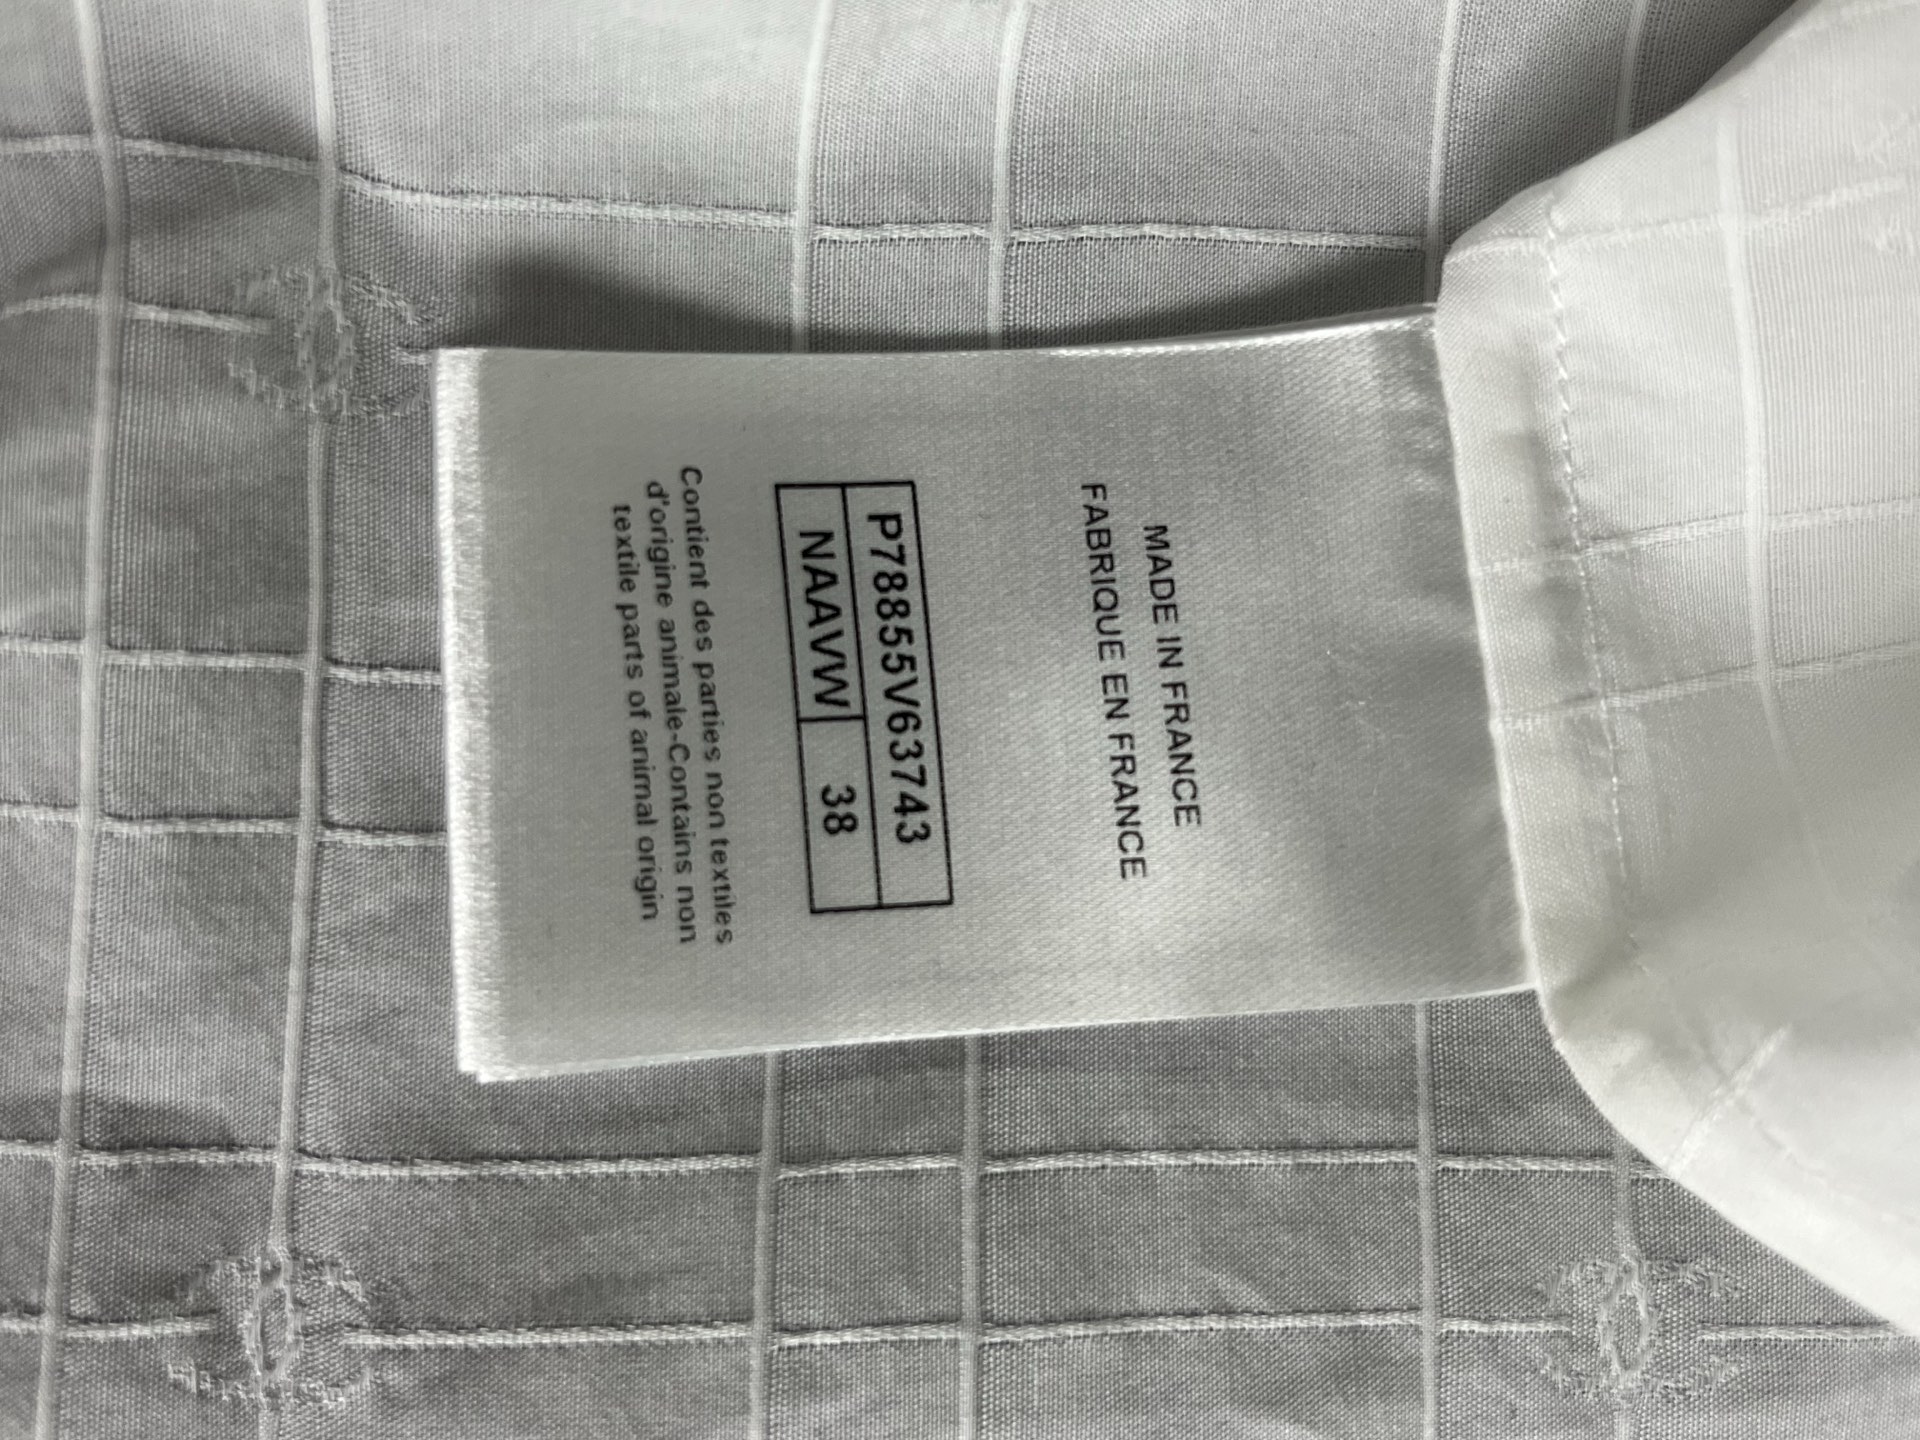 MADE IN FRANCE
FABRIQUE EN FRANCE
P78855V63743
NAAVW 38
Contient des parties non textiles
d'origine animale-Contains non
textile parts of animal origin